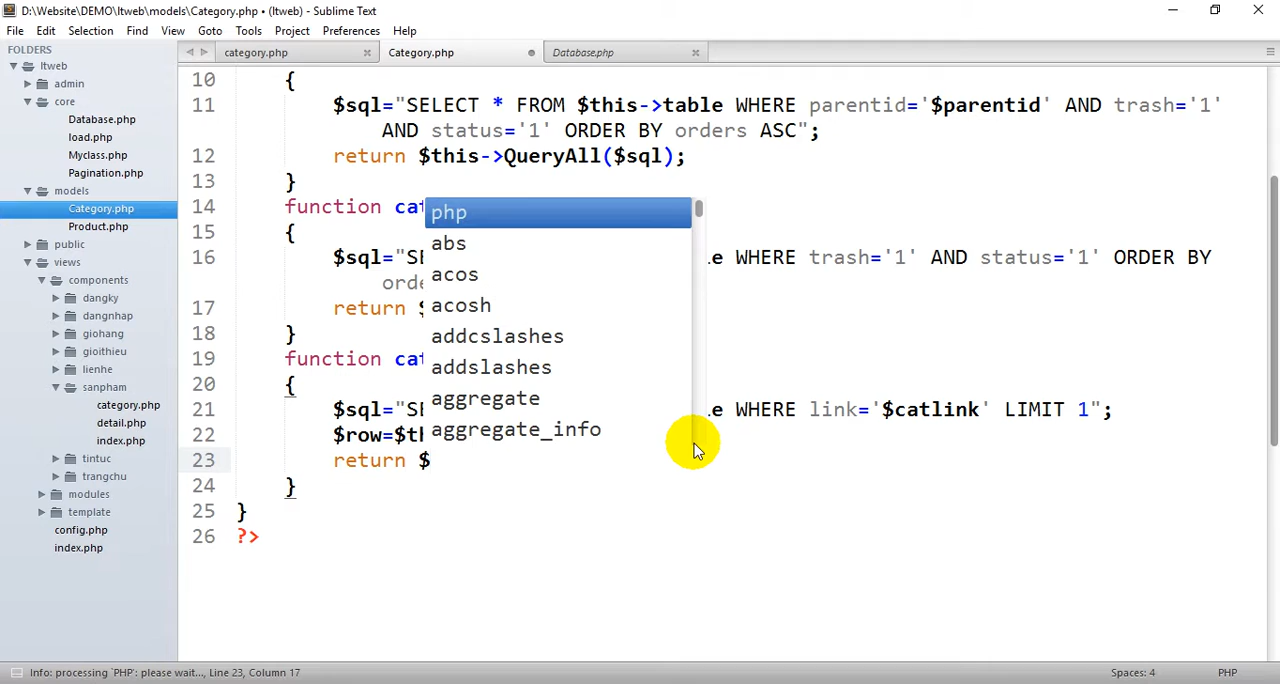 D:\Website\DEMO\ltweb\models\Category.php • (ltweb) - Sublime Text
File Edit Selection Find View Goto Tools Project Preferences Help
FOLDERS
ltweb
admin
core
Database.php
load.php
Myclass.php
Pagination.php
models
Category.php
Product.php
public
views
components
dangky
dangnhap
giohang
gioithieu
lienhe
sanpham
category.php
detail.php
index.php
tintuc
trangchu
modules
template
config.php
index.php
category.php Category.php Database.php
10 {
11 $sql="SELECT * FROM $this->table WHERE parentid='$parentid' AND trash='1'
AND status='1' ORDER BY orders ASC";
12 return $this->QueryAll($sql);
13 }
14 function cat
15 {
16 $sql="SE le WHERE trash='1' AND status='1' ORDER BY
orde
17 return $
18 }
19 function cat
20 {
21 $sql="SE le WHERE link='$catlink' LIMIT 1";
22 $row=$th
23 return $
24 }
25 }
26 ?>
php
abs
acos
acosh
addcslashes
addslashes
aggregate
aggregate_info
Info: processing `PHP': please wait..., Line 23, Column 17 Spaces: 4 PHP